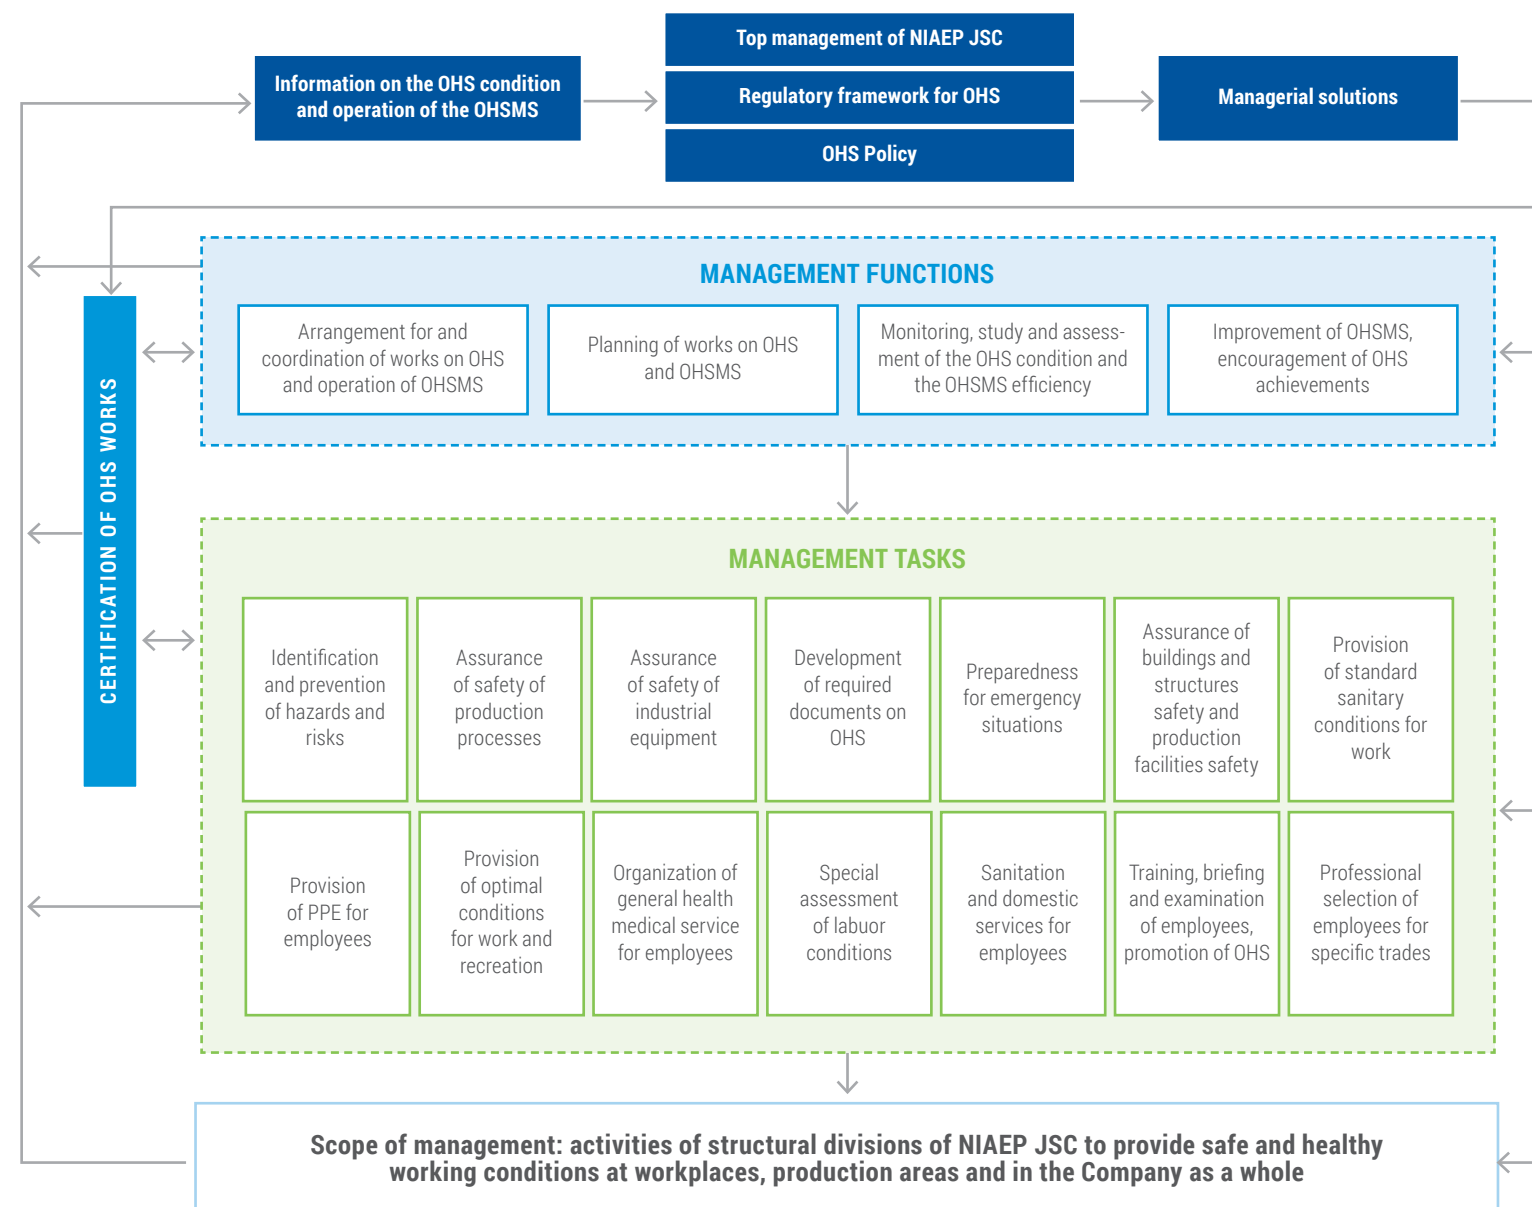 Top management of NIAEP JSC
Information on the OHS condition
and operation of the OHSMS
Regulatory framework for OHS
Managerial solutions
OHS Policy
MANAGEMENT FUNCTIONS
Arrangement for and
coordination of works on OHS
and operation of OHSMS
Planning of works on OHS
and OHSMS
Monitoring, study and assess-
ment of the OHS condition and
the OHSMS efficiency
Improvement of OHSMS,
encouragement of OHS
achievements
CERTIFICATION OF OHS WORKS
MANAGEMENT TASKS
Identification
and prevention
of hazards and
risks
Assurance
of safety of
production
processes
Assurance
of safety of
industrial
equipment
Development
of required
documents on
OHS
Preparedness
for emergency
situations
Assurance of
buildings and
structures
safety and
production
facilities safety
Provision
of standard
sanitary
conditions for
work
Provision
of PPE for
employees
Provision
of optimal
conditions
for work and
recreation
Organization of
general health
medical service
for employees
Special
assessment
of labuor
conditions
Sanitation
and domestic
services for
employees
Training, briefing
and examination
of employees,
promotion of OHS
Professional
selection of
employees for
specific trades
Scope of management: activities of structural divisions of NIAEP JSC to provide safe and healthy
working conditions at workplaces, production areas and in the Company as a whole